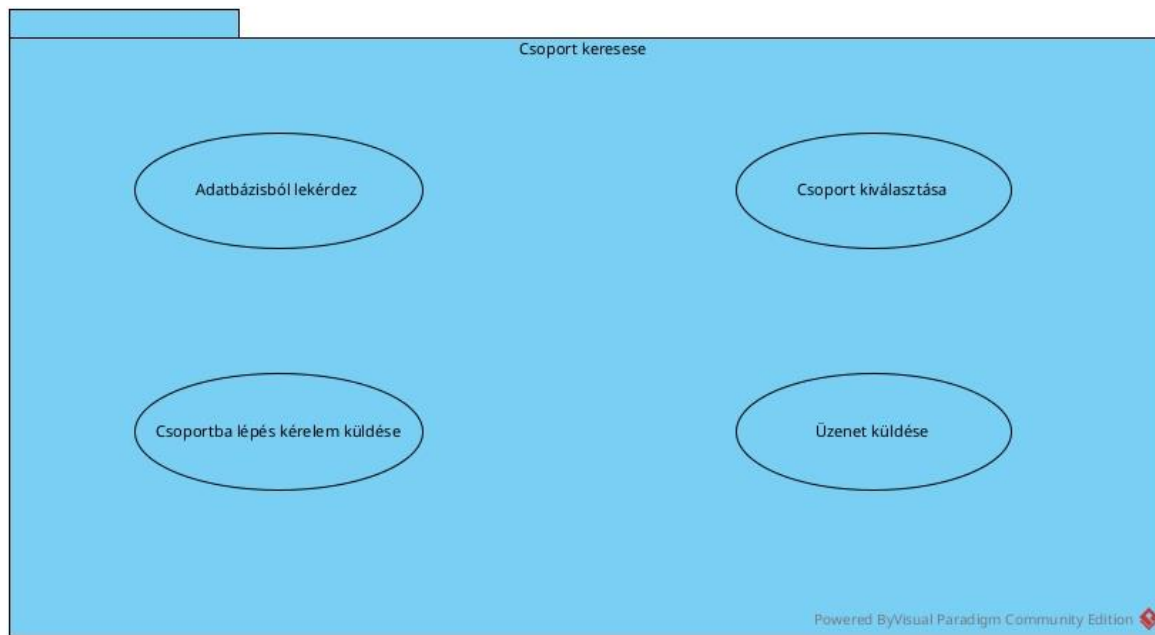 Csoport keresese
Adatbázisból lekérdez
Csoport kiválasztása
Csoportba lépés kérelem küldése
Üzenet küldése
Powered ByVisual Paradigm Community Edition